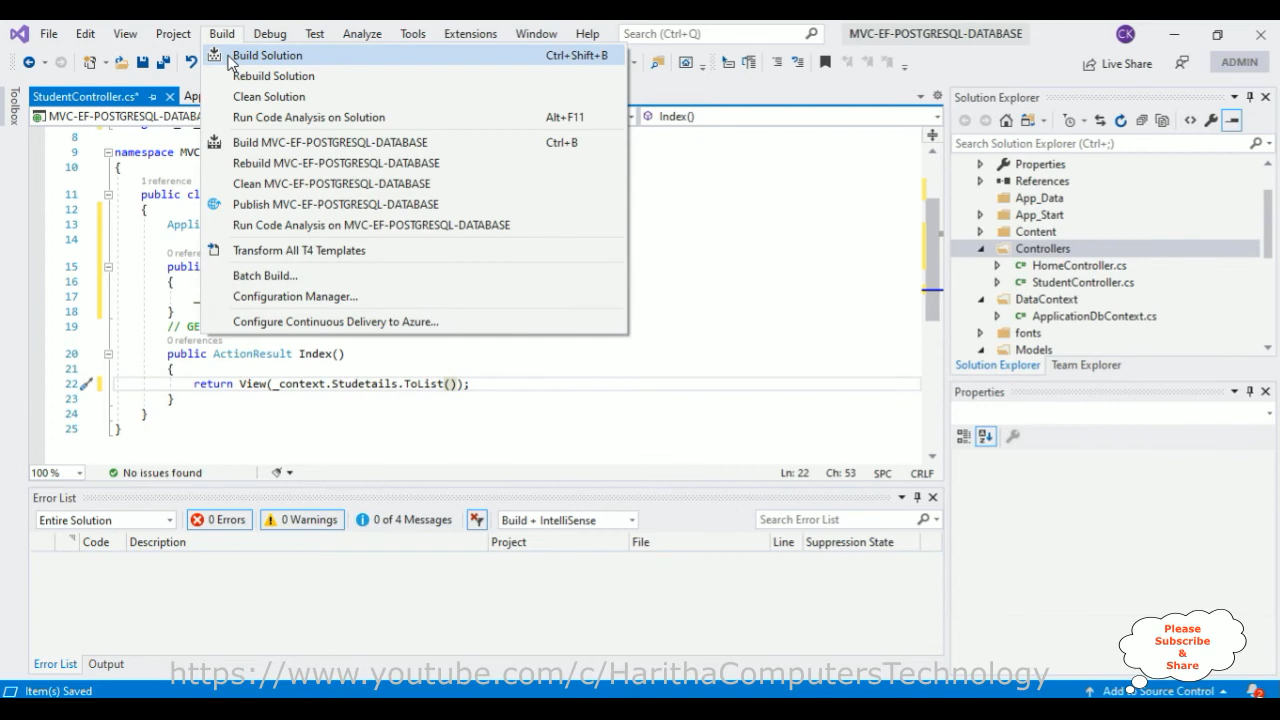 File Edit View Project Build Debug Test Analyze Tools Extensions Window Help Search (Ctrl+Q) MVC-EF-POSTGRESQL-DATABASE CK
Live Share ADMIN
Toolbox
StudentController.cs*
MVC-EF-POSTGRESQL-DATABA
Index()
Build Solution Ctrl+Shift+B
Rebuild Solution
Clean Solution
Run Code Analysis on Solution Alt+F11
Build MVC-EF-POSTGRESQL-DATABASE Ctrl+B
Rebuild MVC-EF-POSTGRESQL-DATABASE
Clean MVC-EF-POSTGRESQL-DATABASE
Publish MVC-EF-POSTGRESQL-DATABASE
Run Code Analysis on MVC-EF-POSTGRESQL-DATABASE
Transform All T4 Templates
Batch Build...
Configuration Manager...
Configure Continuous Delivery to Azure...
8
9 namespace MVC
10 {
1 reference
11 public cl
12 {
13 Appli
14
0 refere
15 publi
16 {
17 _
18 }
19 // GE
0 references
20 public ActionResult Index()
21 {
22 return View(_context.Studetails.ToList());
23 }
24 }
25 }
100 % No issues found Ln: 22 Ch: 53 SPC CRLF
Error List
Entire Solution 0 Errors 0 Warnings 0 of 4 Messages Build + IntelliSense Search Error List
Code Description Project File Line Suppression State
Error List Output
Item(s) Saved
Add to Source Control 2
Solution Explorer
Search Solution Explorer (Ctrl+;)
Properties
References
App_Data
App_Start
Content
Controllers
C# HomeController.cs
C# StudentController.cs
DataContext
C# ApplicationDbContext.cs
fonts
Models
Solution Explorer Team Explorer
Properties
Please
Subscribe
&
Share
https://www.youtube.com/c/HarithaComputersTechnology